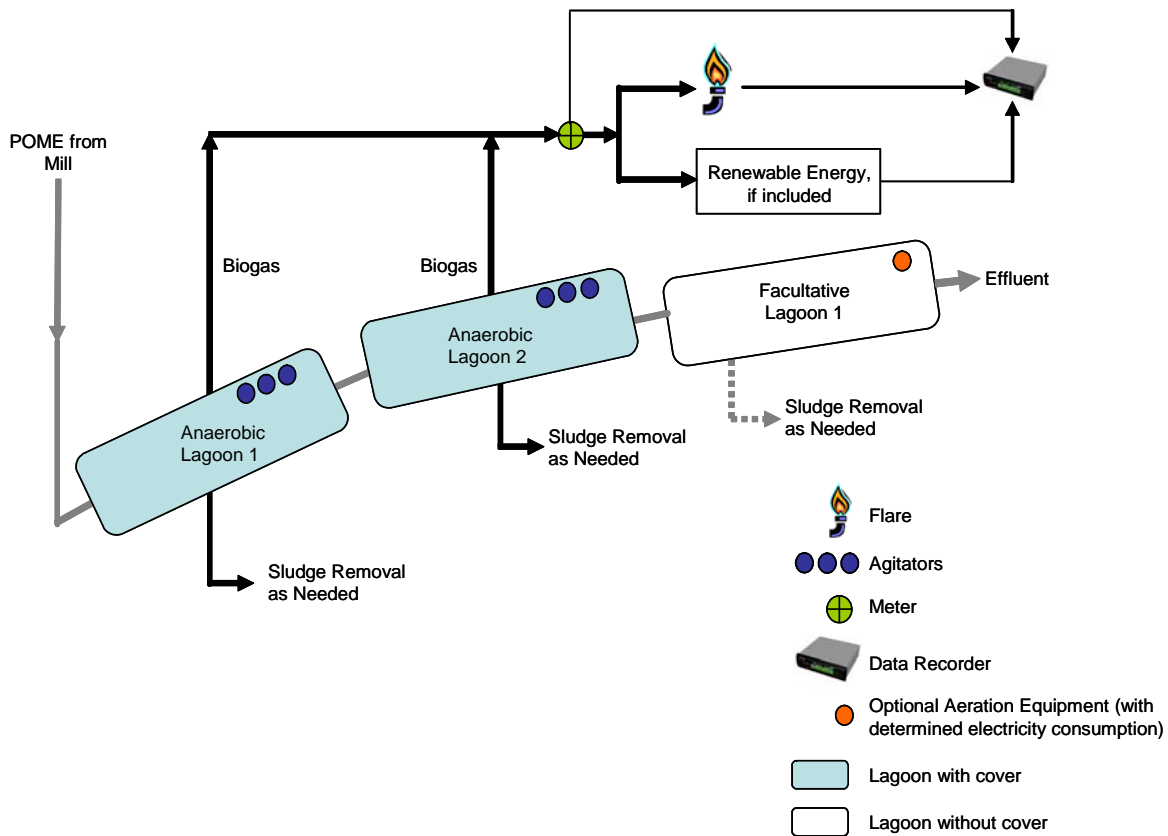 POME from
Mill
Renewable Energy,
if included
Biogas
Biogas
Facultative
Lagoon 1
Effluent
Anaerobic
Lagoon 2
Anaerobic
Lagoon 1
Sludge Removal
as Needed
Sludge Removal
as Needed
Sludge Removal
as Needed
Flare
Agitators
Meter
Data Recorder
Optional Aeration Equipment (with
determined electricity consumption)
Lagoon with cover
Lagoon without cover